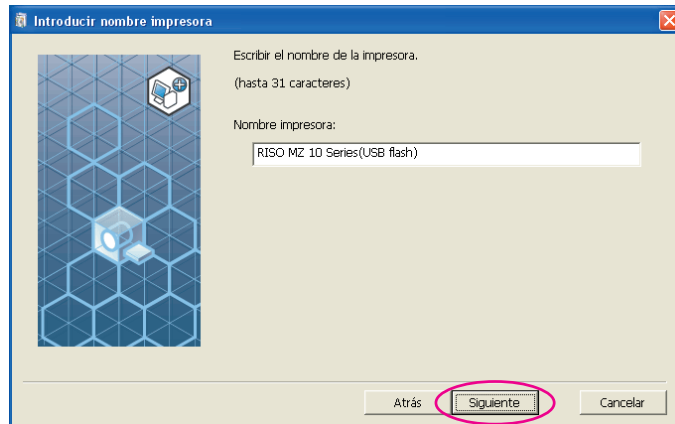 Introducir nombre impresora
Escribir el nombre de la impresora.
(hasta 31 caracteres)
Nombre impresora:
RISO MZ 10 Series(USB flash)
Atrás Siguiente Cancelar